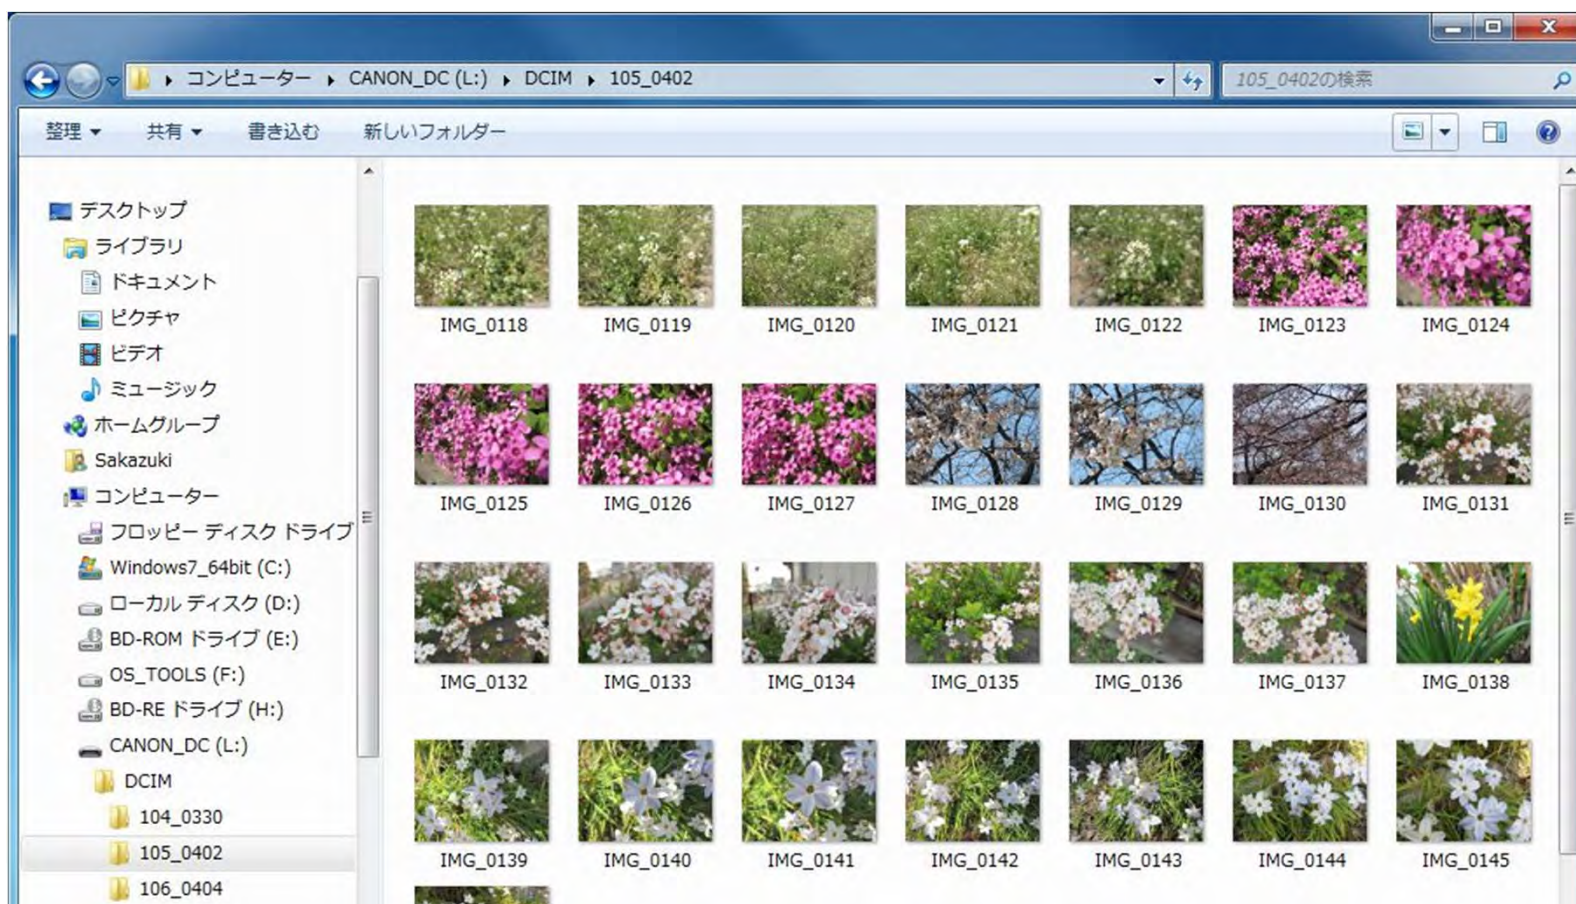 コンピューター CANON_DC (L:) DCIM 105_0402
105_0402の検索
整理 共有 書き込む 新しいフォルダー
デスクトップ
ライブラリ
ドキュメント
ピクチャ
ビデオ
ミュージック
ホームグループ
Sakazuki
コンピューター
フロッピー ディスク ドライブ
Windows7_64bit (C:)
ローカル ディスク (D:)
BD-ROM ドライブ (E:)
OS_TOOLS (F:)
BD-RE ドライブ (H:)
CANON_DC (L:)
DCIM
104_0330
105_0402
106_0404
IMG_0118 IMG_0119 IMG_0120 IMG_0121 IMG_0122 IMG_0123 IMG_0124
IMG_0125 IMG_0126 IMG_0127 IMG_0128 IMG_0129 IMG_0130 IMG_0131
IMG_0132 IMG_0133 IMG_0134 IMG_0135 IMG_0136 IMG_0137 IMG_0138
IMG_0139 IMG_0140 IMG_0141 IMG_0142 IMG_0143 IMG_0144 IMG_0145